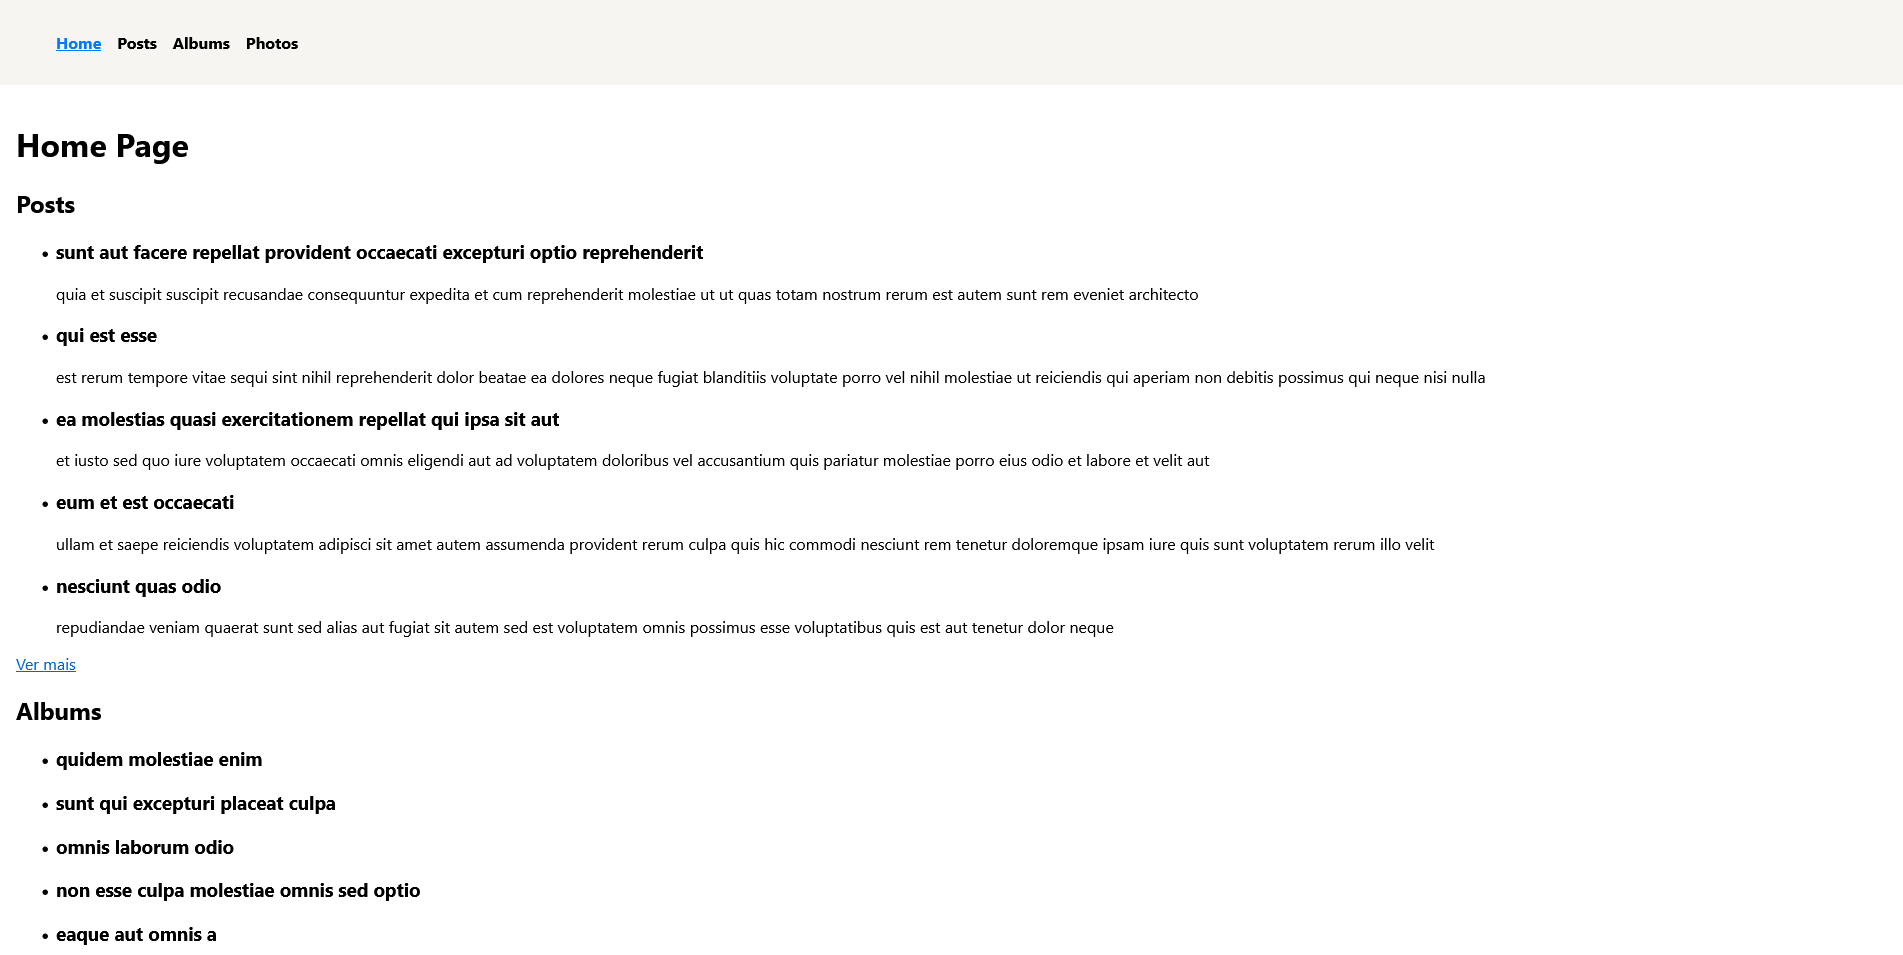 Home Posts Albums Photos
Home Page
Posts
• sunt aut facere repellat provident occaecati excepturi optio reprehenderit
quia et suscipit suscipit recusandae consequuntur expedita et cum reprehenderit molestiae ut ut quas totam nostrum rerum est autem sunt rem eveniet architecto
• qui est esse
est rerum tempore vitae sequi sint nihil reprehenderit dolor beatae ea dolores neque fugiat blanditiis voluptate porro vel nihil molestiae ut reiciendis qui aperiam non debitis possimus qui neque nisi nulla
• ea molestias quasi exercitationem repellat qui ipsa sit aut
et iusto sed quo iure voluptatem occaecati omnis eligendi aut ad voluptatem doloribus vel accusantium quis pariatur molestiae porro eius odio et labore et velit aut
• eum et est occaecati
ullam et saepe reiciendis voluptatem adipisci sit amet autem assumenda provident rerum culpa quis hic commodi nesciunt rem tenetur doloremque ipsam iure quis sunt voluptatem rerum illo velit
• nesciunt quas odio
repudiandae veniam quaerat sunt sed alias aut fugiat sit autem sed est voluptatem omnis possimus esse voluptatibus quis est aut tenetur dolor neque
Ver mais
Albums
• quidem molestiae enim
• sunt qui excepturi placeat culpa
• omnis laborum odio
• non esse culpa molestiae omnis sed optio
• eaque aut omnis a